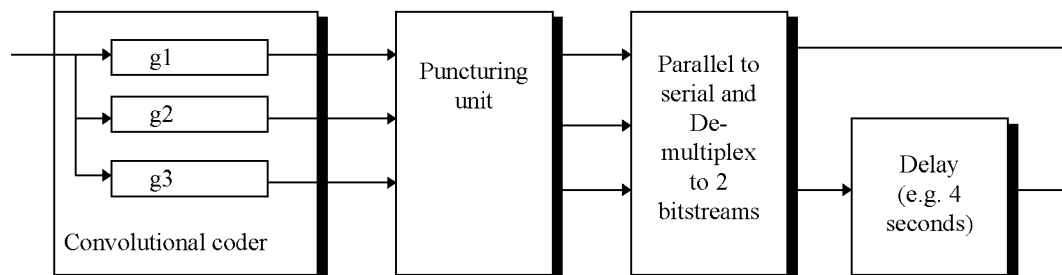 g1
g2
g3
Convolutional coder
Puncturing
unit
Parallel to
serial and
De-
multiplex
to 2
bitstreams
Delay
(e.g. 4
seconds)